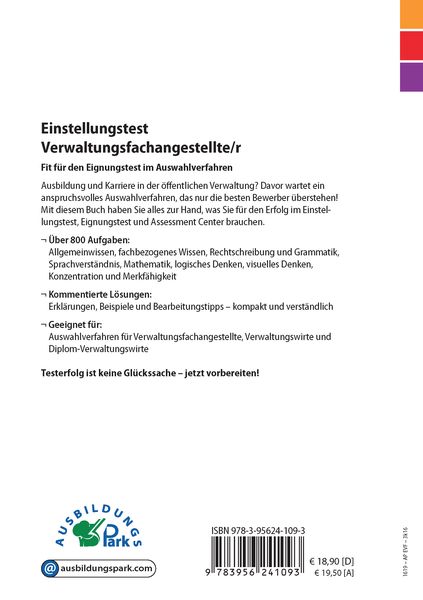 Einstellungstest
Verwaltungsfachangestellte/r
Fit für den Eignungstest im Auswahlverfahren
Ausbildung und Karriere in der öffentlichen Verwaltung? Davor wartet ein
anspruchsvolles Auswahlverfahren, das nur die besten Bewerber überstehen!
Mit diesem Buch haben Sie alles zur Hand, was Sie für den Erfolg im Einstel-
lungstest, Eignungstest und Assessment Center brauchen.
¬ Über 800 Aufgaben:
Allgemeinwissen, fachbezogenes Wissen, Rechtschreibung und Grammatik,
Sprachverständnis, Mathematik, logisches Denken, visuelles Denken,
Konzentration und Merkfähigkeit
¬ Kommentierte Lösungen:
Erklärungen, Beispiele und Bearbeitungstipps – kompakt und verständlich
¬ Geeignet für:
Auswahlverfahren für Verwaltungsfachangestellte, Verwaltungswirte und
Diplom-Verwaltungswirte
Testerfolg ist keine Glückssache – jetzt vorbereiten!
AUSBILDUNGS
Park
@ ausbildungspark.com
ISBN 978-3-95624-109-3
9 783956 241093
€ 18,90 [D]
€ 19,50 [A]
1619 – AP EVF – 3k16